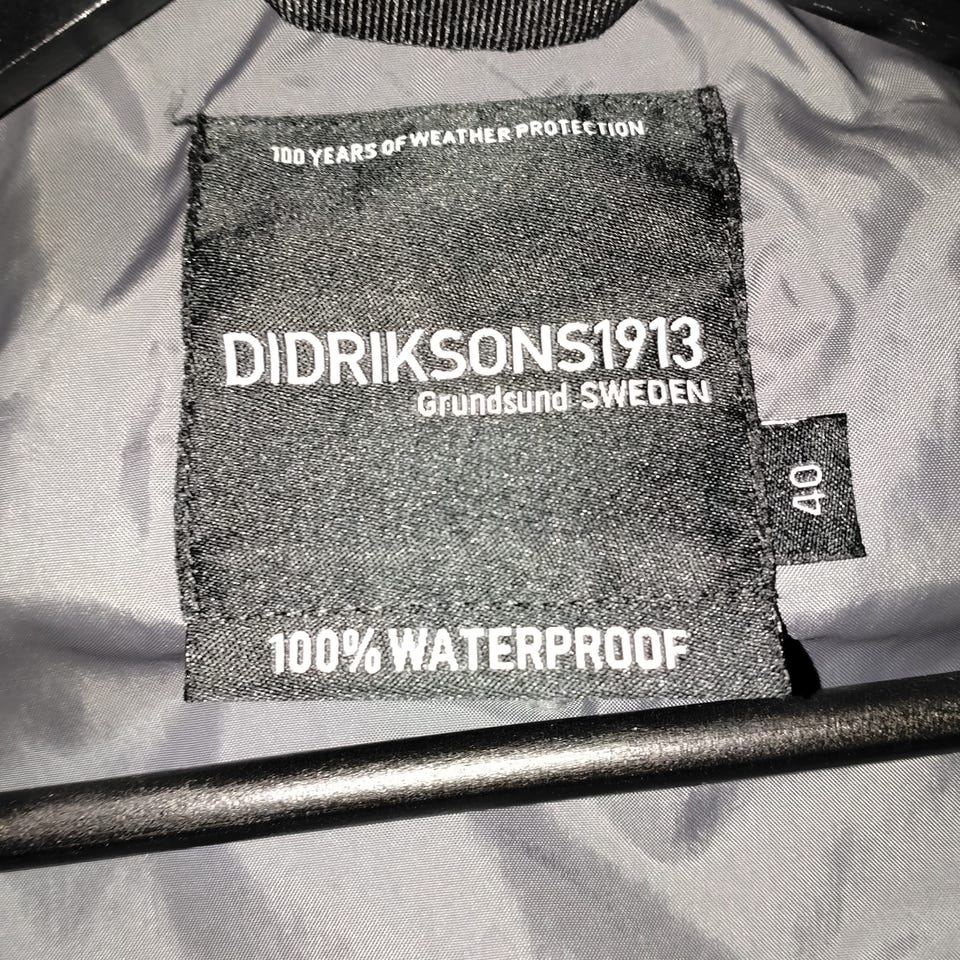 100 YEARS OF WEATHER PROTECTION
DIDRIKSONS1913
Grundsund SWEDEN
40
100% WATERPROOF